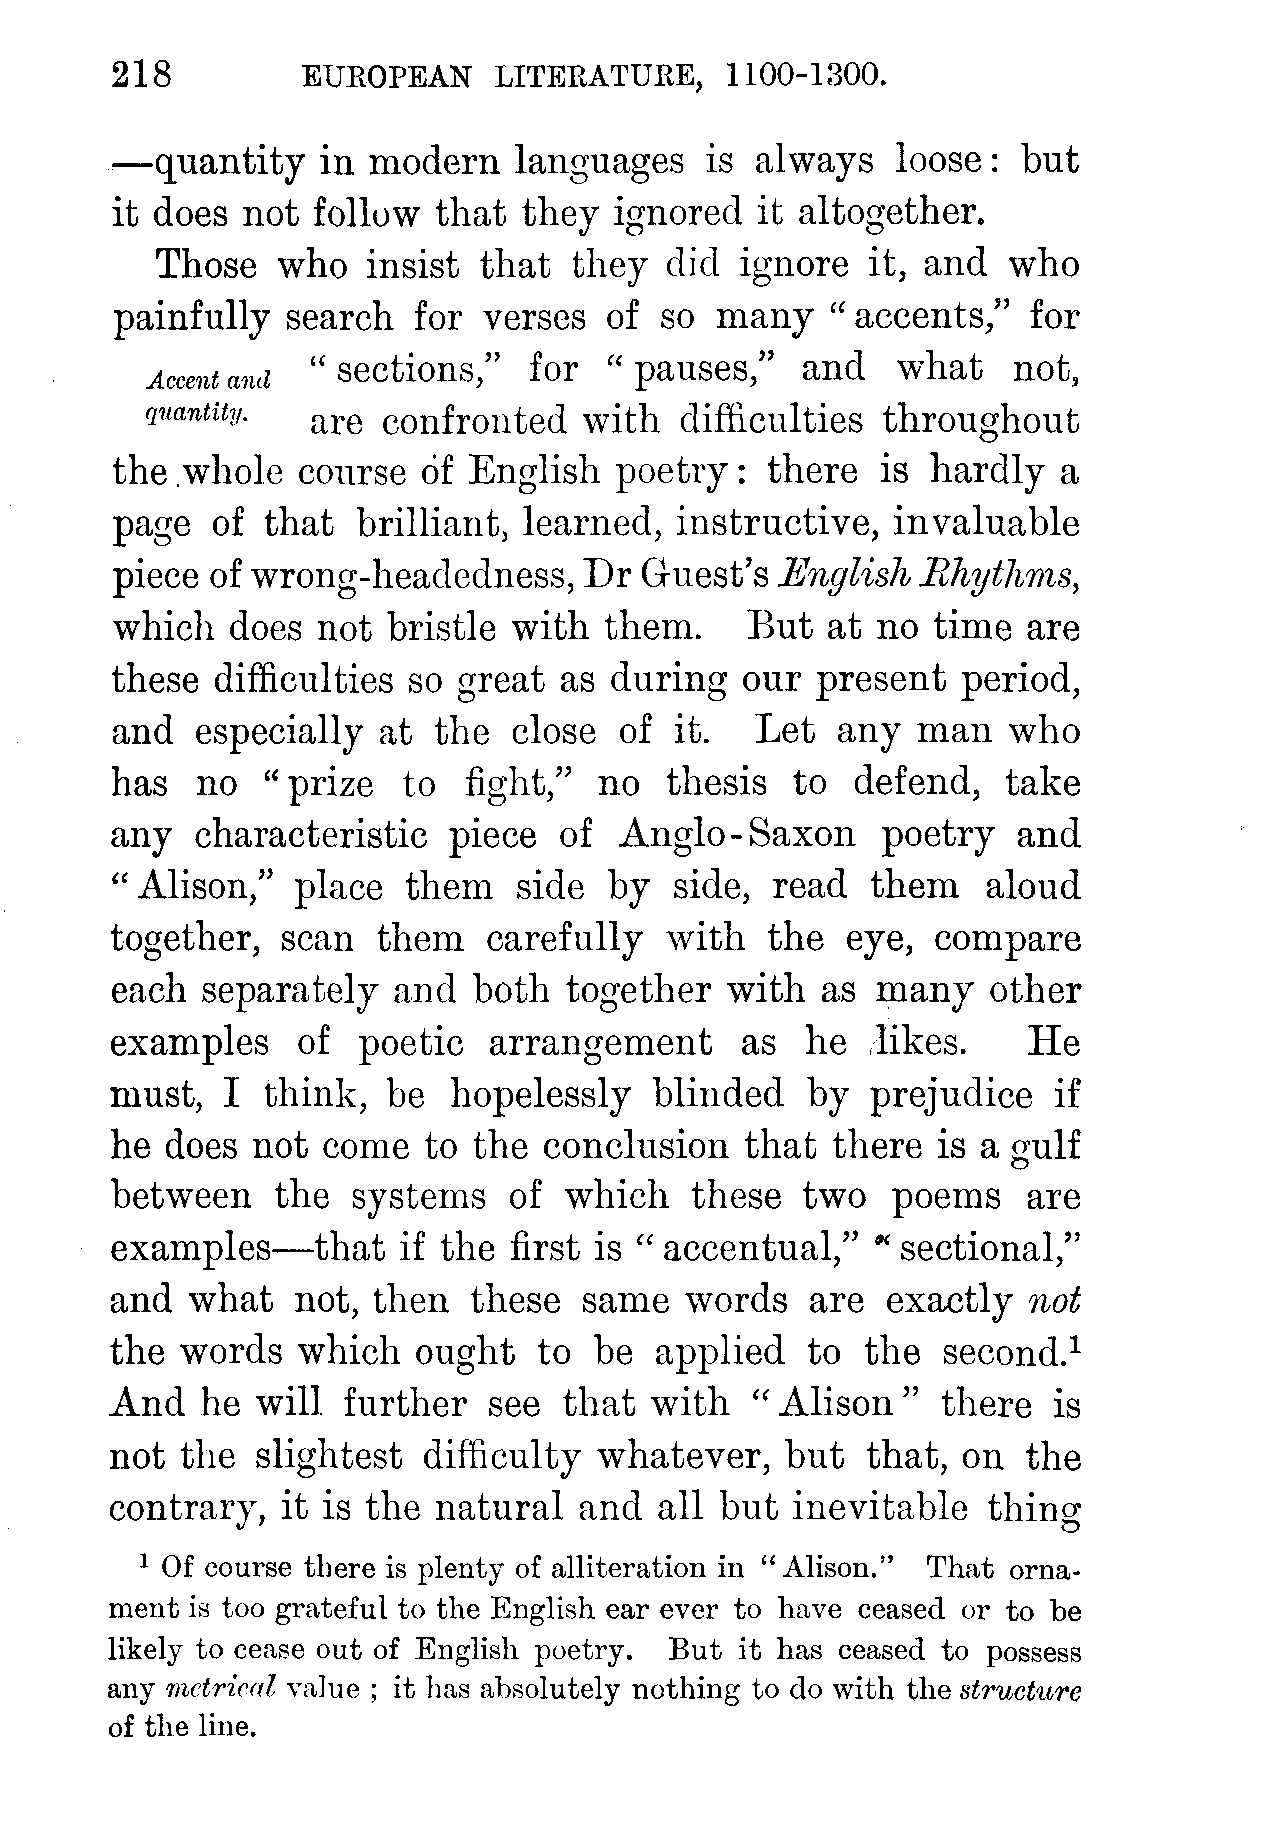 218 EUROPEAN LITERATURE, 1100-1300.
—quantity in modern languages is always loose: but
it does not follow that they ignored it altogether.
Those who insist that they did ignore it, and who
painfully search for verses of so many “accents,” for
Accent and “sections,” for “pauses,” and what not,
quantity. are confronted with difficulties throughout
the whole course of English poetry: there is hardly a
page of that brilliant, learned, instructive, invaluable
piece of wrong-headedness, Dr Guest’s English Rhythms,
which does not bristle with them. But at no time are
these difficulties so great as during our present period,
and especially at the close of it. Let any man who
has no “prize to fight,” no thesis to defend, take
any characteristic piece of Anglo-Saxon poetry and
“Alison,” place them side by side, read them aloud
together, scan them carefully with the eye, compare
each separately and both together with as many other
examples of poetic arrangement as he likes. He
must, I think, be hopelessly blinded by prejudice if
he does not come to the conclusion that there is a gulf
between the systems of which these two poems are
examples—that if the first is “accentual,” “sectional,”
and what not, then these same words are exactly not
the words which ought to be applied to the second.¹
And he will further see that with “Alison” there is
not the slightest difficulty whatever, but that, on the
contrary, it is the natural and all but inevitable thing
¹ Of course there is plenty of alliteration in “Alison.” That orna-
ment is too grateful to the English ear ever to have ceased or to be
likely to cease out of English poetry. But it has ceased to possess
any metrical value; it has absolutely nothing to do with the structure
of the line.